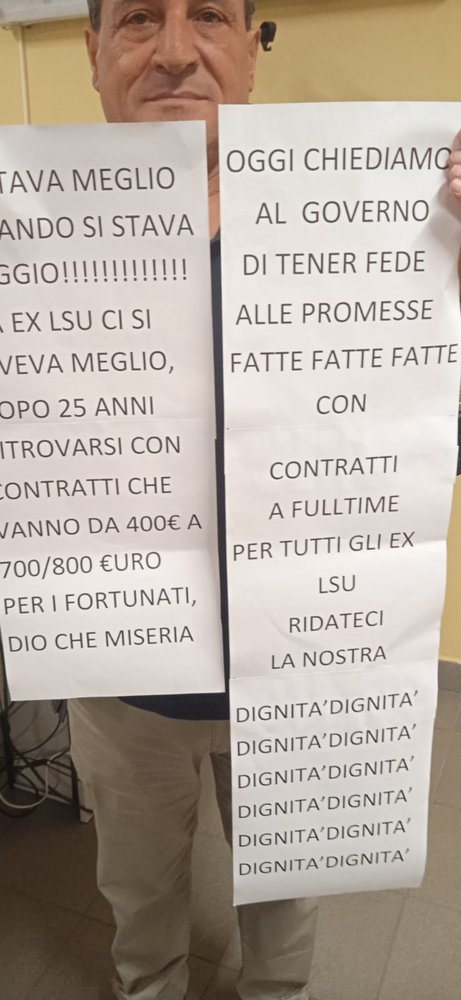 TAVA MEGLIO
ANDO SI STAVA
GGIO!!!!!!!!!!!!!
A EX LSU CI SI
VEVA MEGLIO,
OPO 25 ANNI
ITROVARSI CON
CONTRATTI CHE
VANNO DA 400€ A
700/800 €URO
PER I FORTUNATI,
DIO CHE MISERIA
OGGI CHIEDIAMO
AL GOVERNO
DI TENER FEDE
ALLE PROMESSE
FATTE FATTE FATTE
CON
CONTRATTI
A FULLTIME
PER TUTTI GLI EX
LSU
RIDATECI
LA NOSTRA
DIGNITA'DIGNITA'
DIGNITA'DIGNITA'
DIGNITA'DIGNITA'
DIGNITA'DIGNITA'
DIGNITA'DIGNITA'
DIGNITA'DIGNITA'